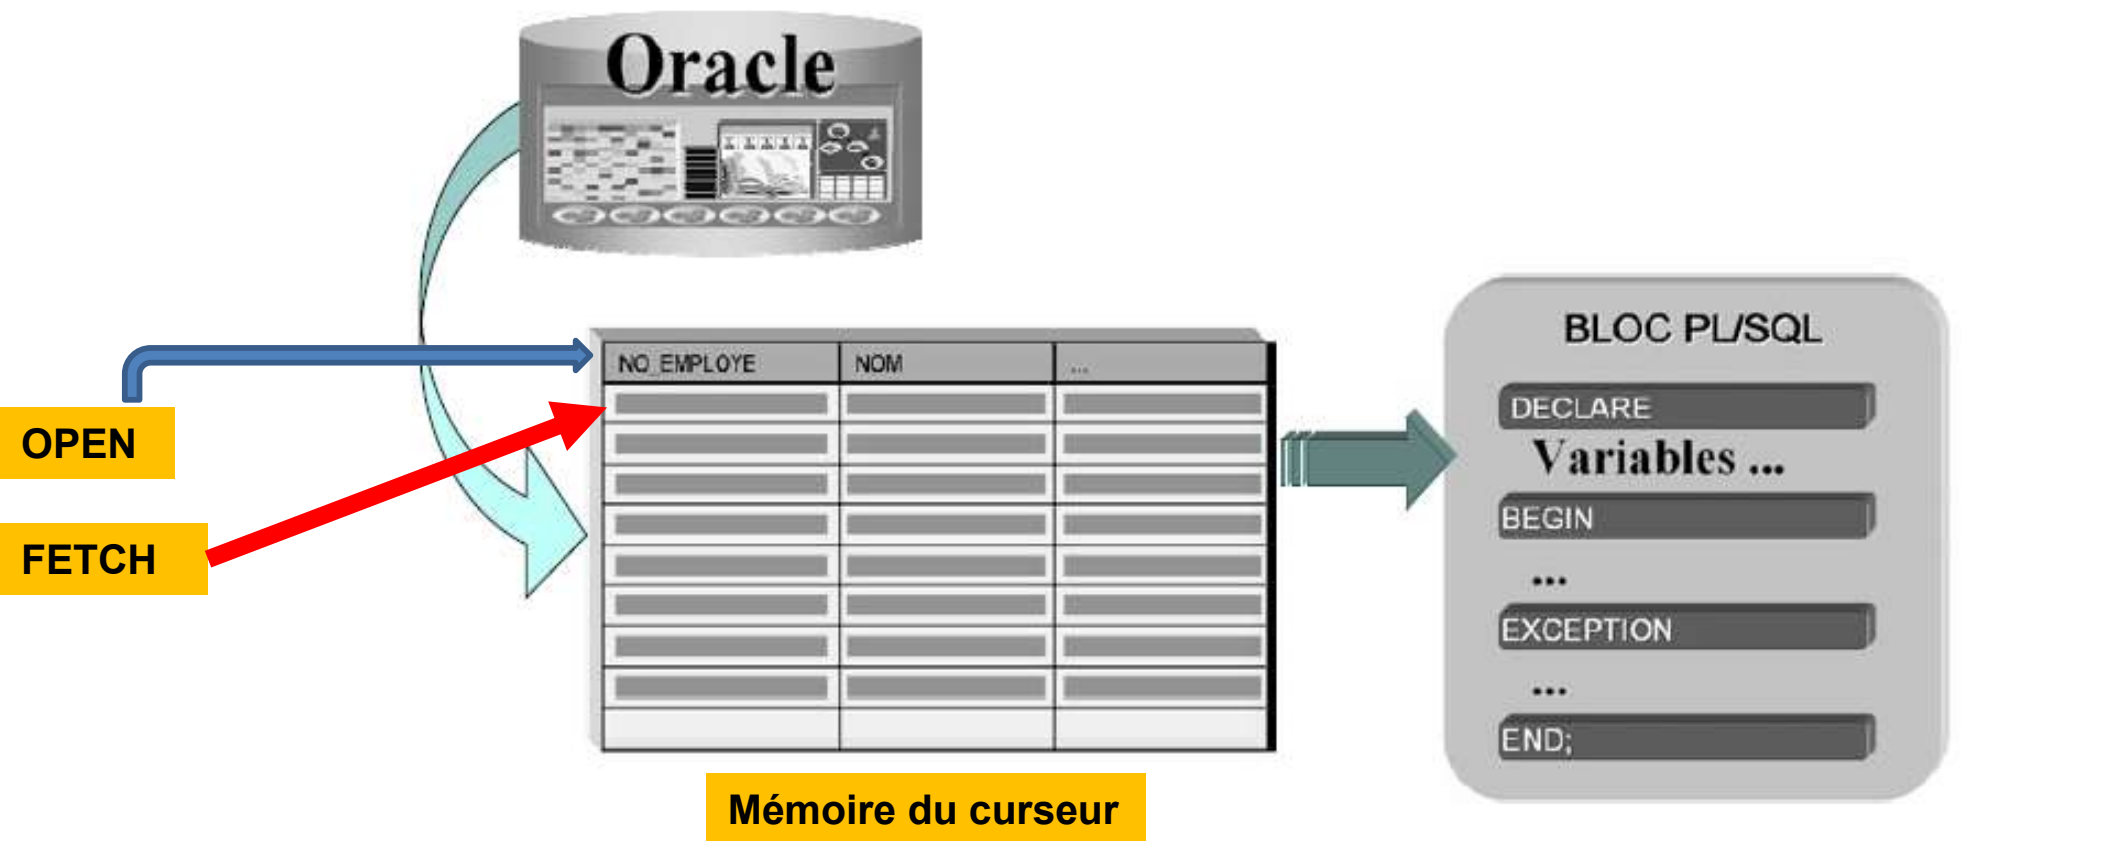 Oracle
NO_EMPLOYE NOM ...
OPEN
FETCH
Mémoire du curseur
BLOC PL/SQL
DECLARE
Variables ...
BEGIN
...
EXCEPTION
...
END;